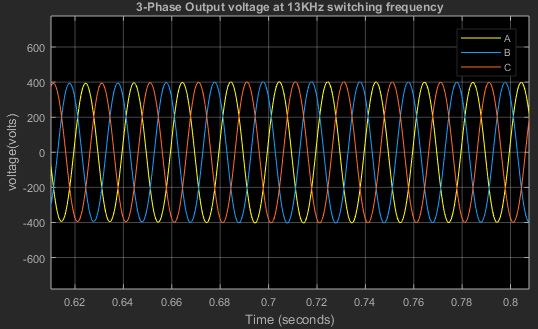 3-Phase Output voltage at 13KHz switching frequency
A
B
C
600
400
200
0
-200
-400
-600
voltage(volts)
0.62 0.64 0.66 0.68 0.7 0.72 0.74 0.76 0.78 0.8
Time (seconds)